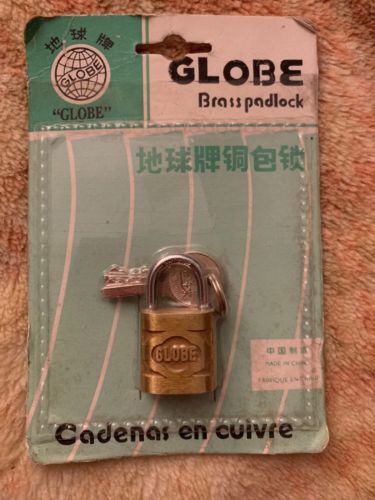 地球牌
GLOBE
"GLOBE"
GLOBE
Brass padlock
地球牌铜包锁
GLOBE
中国制造
MADE IN CHINA
FABRIQUE EN CHINE
Cadenas en cuivre